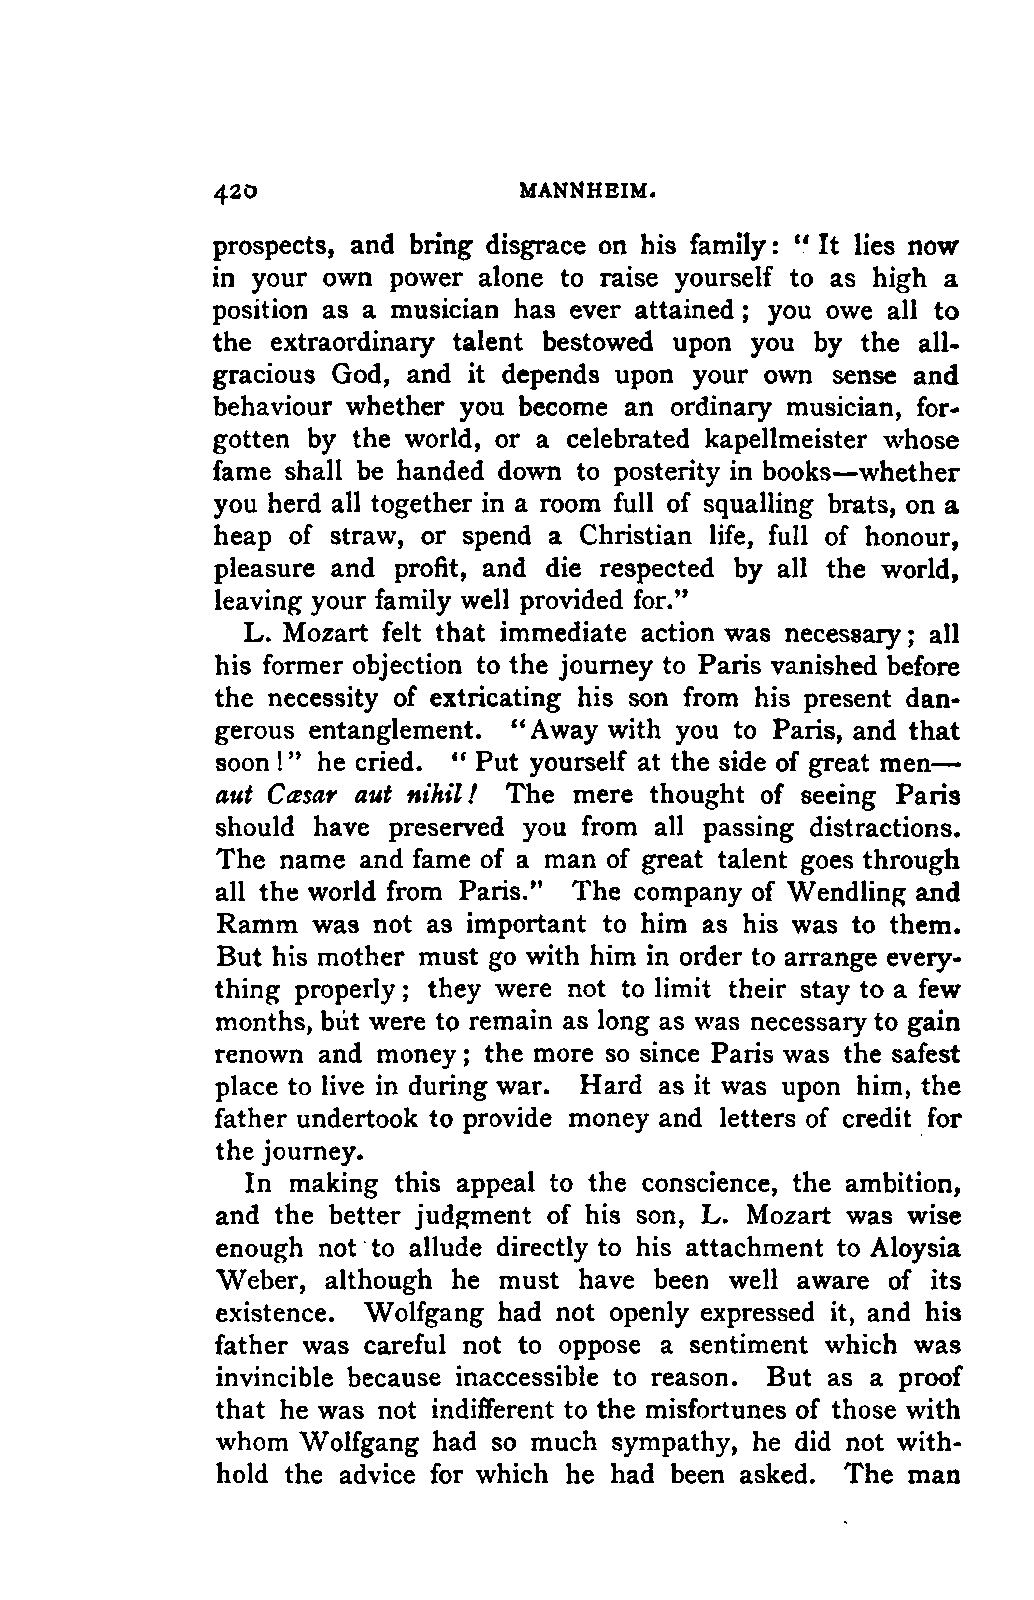 420 MANNHEIM.
prospects, and bring disgrace on his family: “ It lies now
in your own power alone to raise yourself to as high a
position as a musician has ever attained ; you owe all to
the extraordinary talent bestowed upon you by the all-
gracious God, and it depends upon your own sense and
behaviour whether you become an ordinary musician, for-
gotten by the world, or a celebrated kapellmeister whose
fame shall be handed down to posterity in books—whether
you herd all together in a room full of squalling brats, on a
heap of straw, or spend a Christian life, full of honour,
pleasure and profit, and die respected by all the world,
leaving your family well provided for.”
L. Mozart felt that immediate action was necessary ; all
his former objection to the journey to Paris vanished before
the necessity of extricating his son from his present dan-
gerous entanglement. “Away with you to Paris, and that
soon !” he cried. “ Put yourself at the side of great men—
aut Cæsar aut nihil ! The mere thought of seeing Paris
should have preserved you from all passing distractions.
The name and fame of a man of great talent goes through
all the world from Paris.” The company of Wendling and
Ramm was not as important to him as his was to them.
But his mother must go with him in order to arrange every-
thing properly ; they were not to limit their stay to a few
months, but were to remain as long as was necessary to gain
renown and money ; the more so since Paris was the safest
place to live in during war. Hard as it was upon him, the
father undertook to provide money and letters of credit for
the journey.
In making this appeal to the conscience, the ambition,
and the better judgment of his son, L. Mozart was wise
enough not to allude directly to his attachment to Aloysia
Weber, although he must have been well aware of its
existence. Wolfgang had not openly expressed it, and his
father was careful not to oppose a sentiment which was
invincible because inaccessible to reason. But as a proof
that he was not indifferent to the misfortunes of those with
whom Wolfgang had so much sympathy, he did not with-
hold the advice for which he had been asked. The man